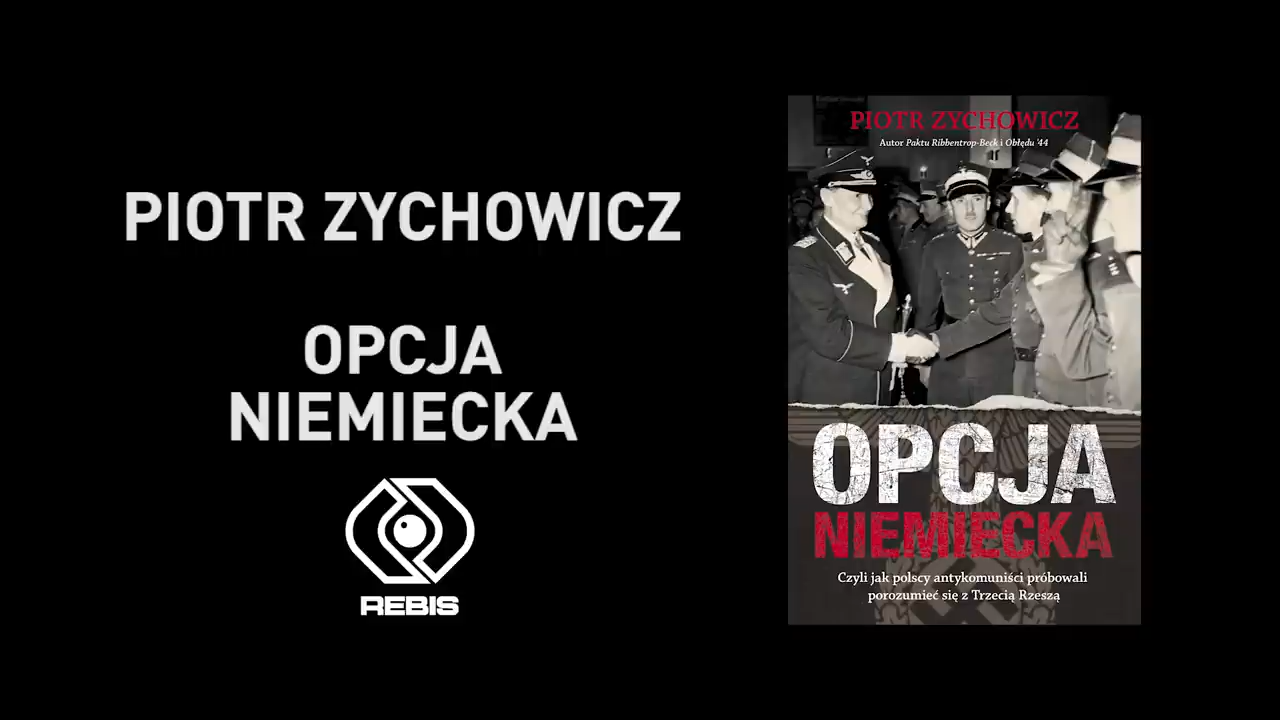 PIOTR ZYCHOWICZ
OPCJA
NIEMIECKA
REBIS
PIOTR ZYCHOWICZ
Autor Paktu Ribbentrop-Beck i Obłędu '44
OPCJA
NIEMIECKA
Czyli jak polscy antykomuniści próbowali
porozumieć się z Trzecią Rzeszą